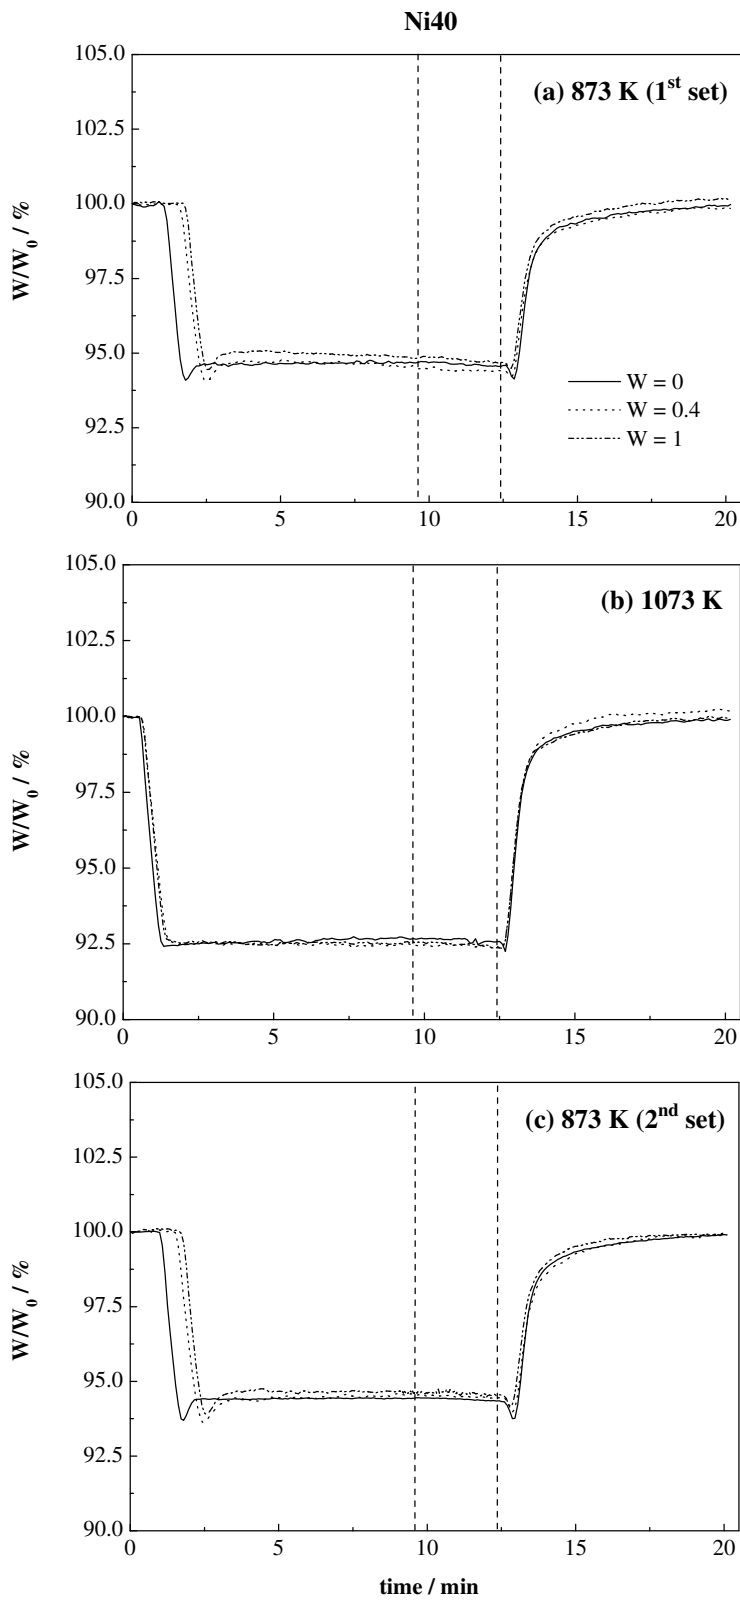 Ni40
105.0
(a) 873 K (1st set)
102.5
100.0
W/W0 / %
97.5
95.0
W = 0
W = 0.4
92.5
W = 1
90.0
0 5 10 15 20
105.0
(b) 1073 K
102.5
100.0
W/W0 / %
97.5
95.0
92.5
90.0
0 5 10 15 20
105.0
(c) 873 K (2nd set)
102.5
100.0
W/W0 / %
97.5
95.0
92.5
90.0
0 5 10 15 20
time / min